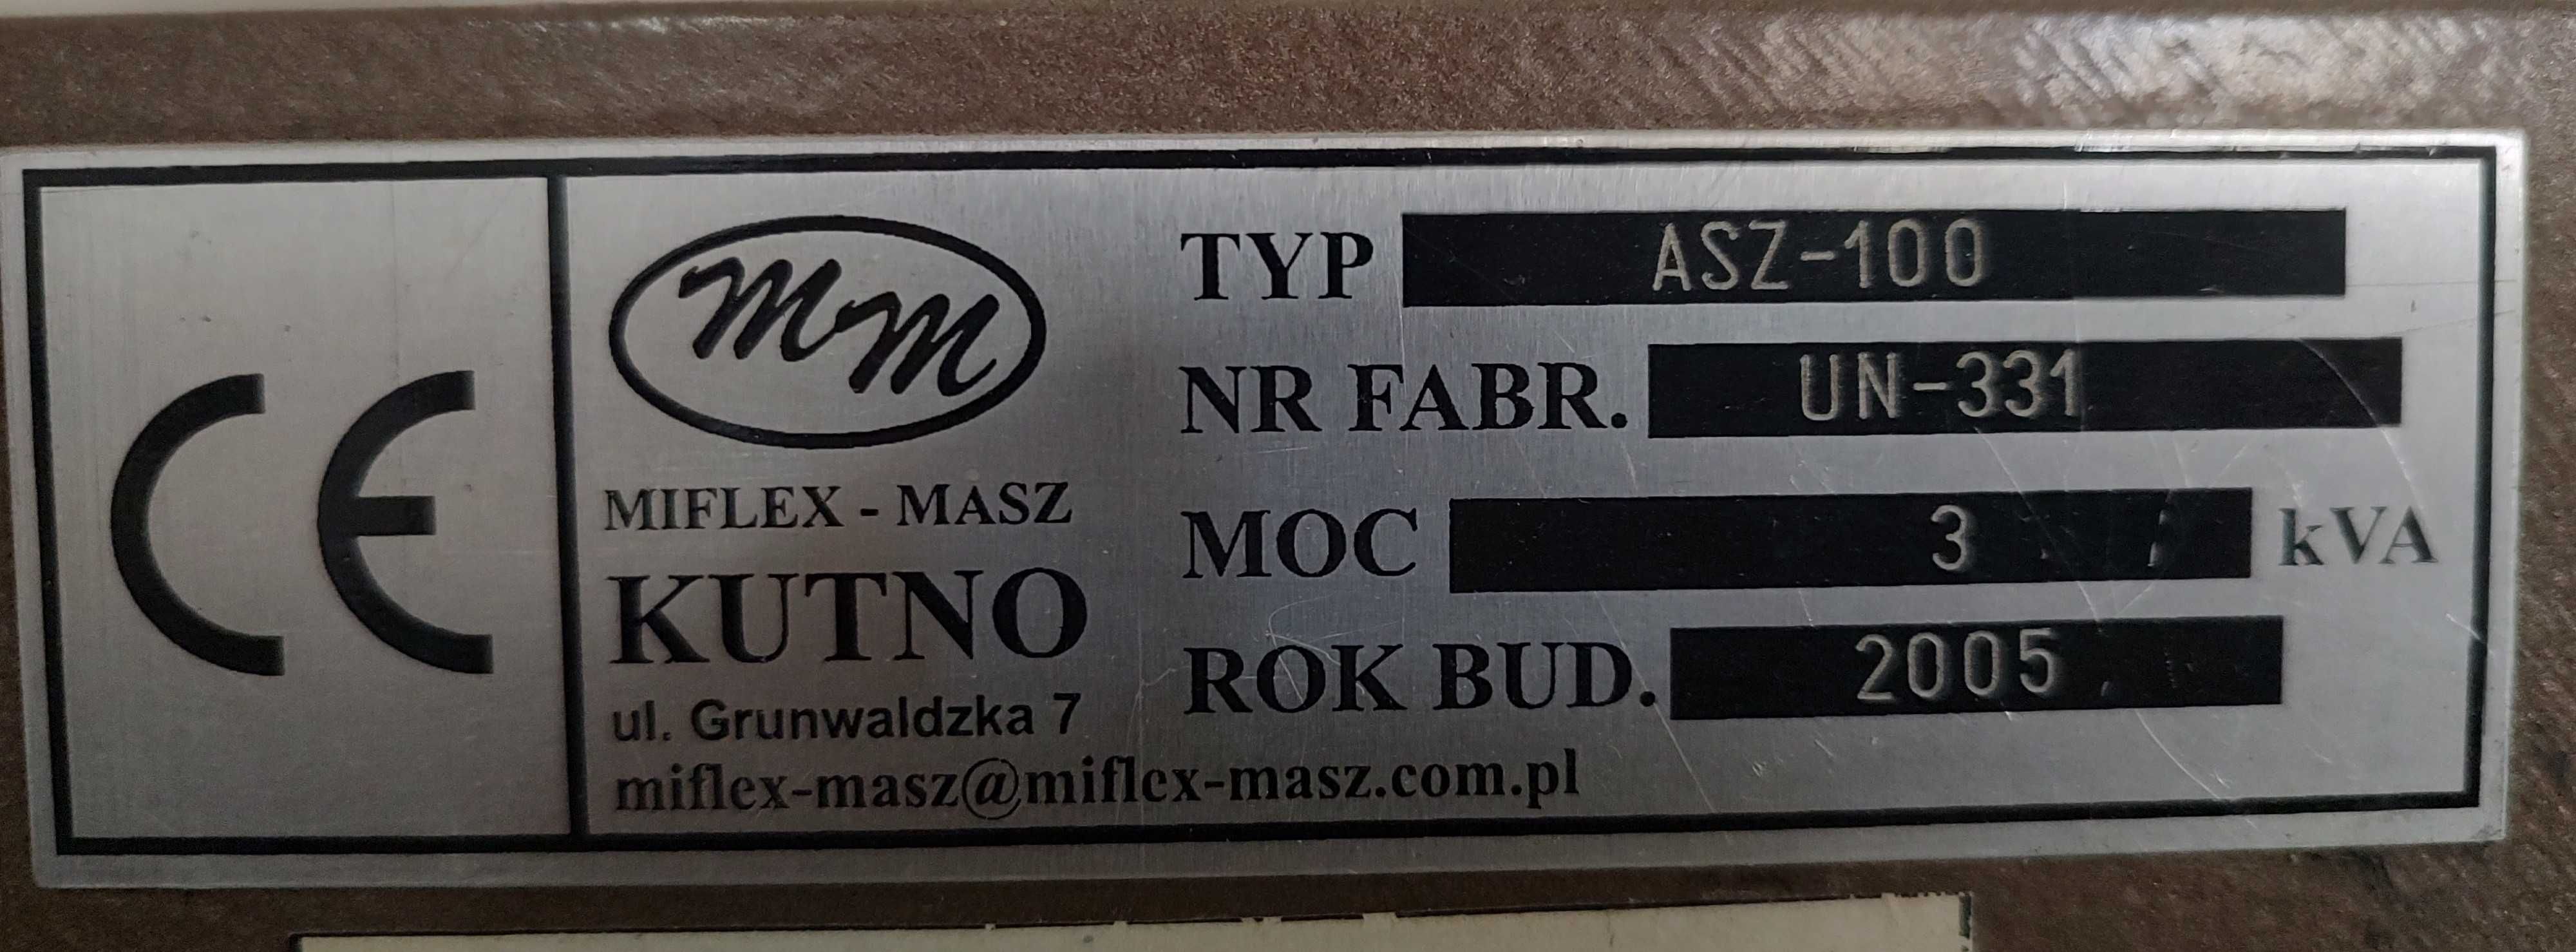 CE
MM
MIFLEX - MASZ
KUTNO
ul. Grunwaldzka 7
miflex-masz@miflex-masz.com.pl
TYP ASZ-100
NR FABR. UN-331
MOC 3 kVA
ROK BUD. 2005